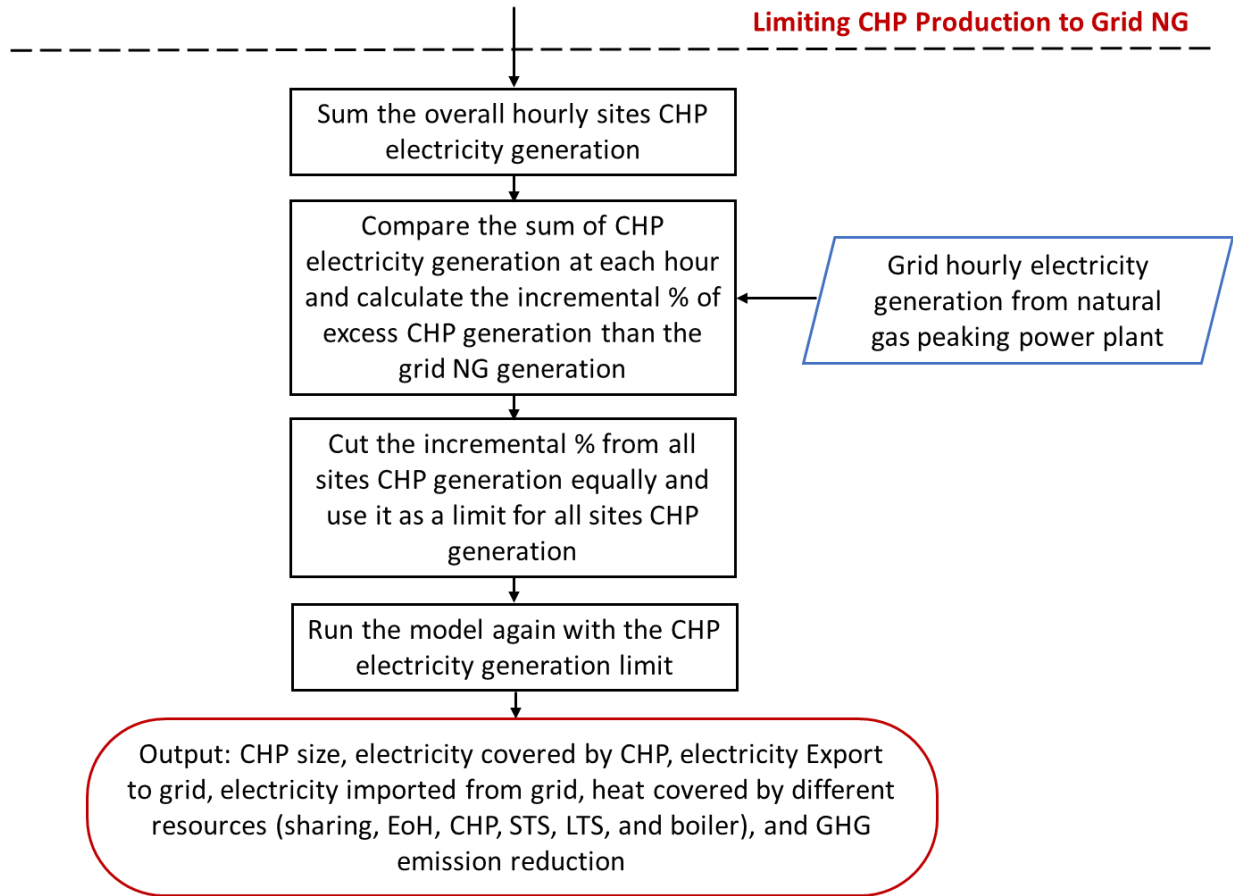 Limiting CHP Production to Grid NG
Sum the overall hourly sites CHP
electricity generation
Compare the sum of CHP
electricity generation at each hour
and calculate the incremental % of
excess CHP generation than the
grid NG generation
Grid hourly electricity
generation from natural
gas peaking power plant
Cut the incremental % from all
sites CHP generation equally and
use it as a limit for all sites CHP
generation
Run the model again with the CHP
electricity generation limit
Output: CHP size, electricity covered by CHP, electricity Export
to grid, electricity imported from grid, heat covered by different
resources (sharing, EoH, CHP, STS, LTS, and boiler), and GHG
emission reduction